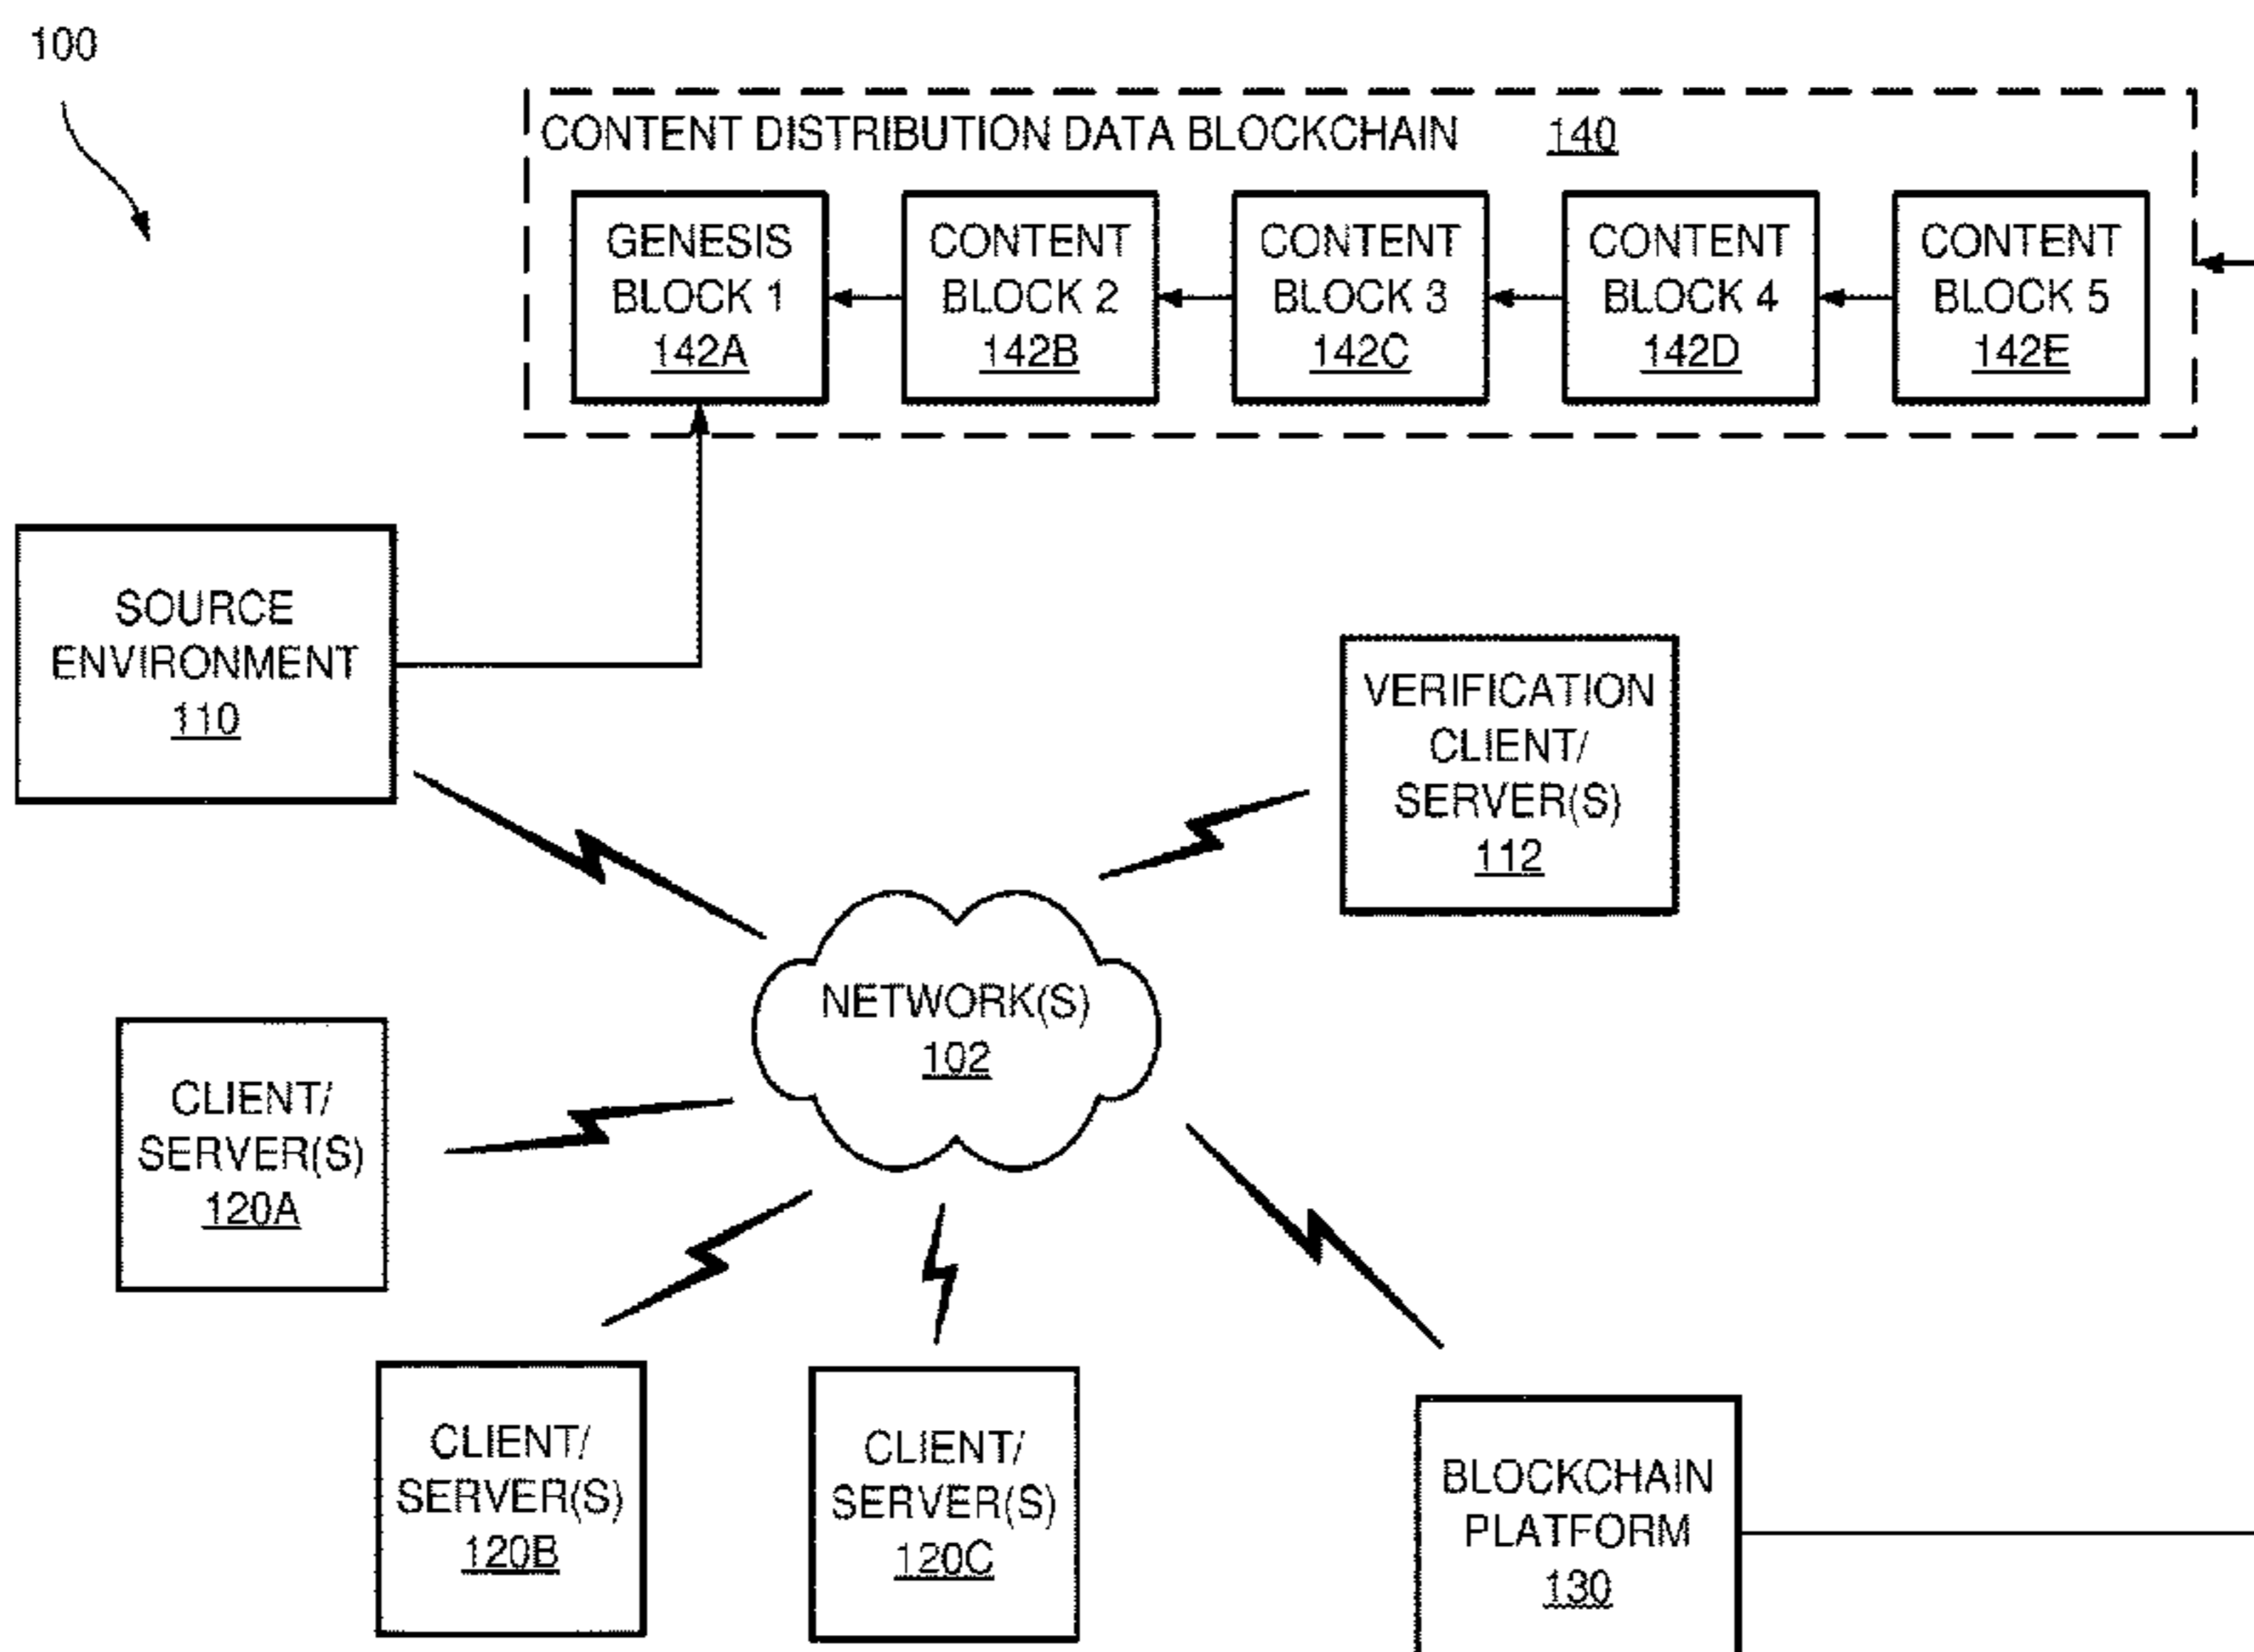 100
CONTENT DISTRIBUTION DATA BLOCKCHAIN 140
GENESIS
BLOCK 1
142A
CONTENT
BLOCK 2
142B
CONTENT
BLOCK 3
142C
CONTENT
BLOCK 4
142D
CONTENT
BLOCK 5
142E
SOURCE
ENVIRONMENT
110
VERIFICATION
CLIENT/
SERVER(S)
112
NETWORK(S)
102
CLIENT/
SERVER(S)
120A
CLIENT/
SERVER(S)
120B
CLIENT/
SERVER(S)
120C
BLOCKCHAIN
PLATFORM
130